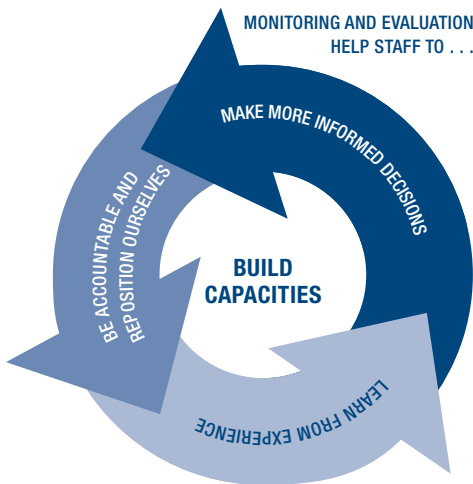 MONITORING AND EVALUATION
HELP STAFF TO . . .
MAKE MORE INFORMED DECISIONS
BE ACCOUNTABLE AND
REPOSITION OURSELVES
BUILD
CAPACITIES
LEARN FROM EXPERIENCE